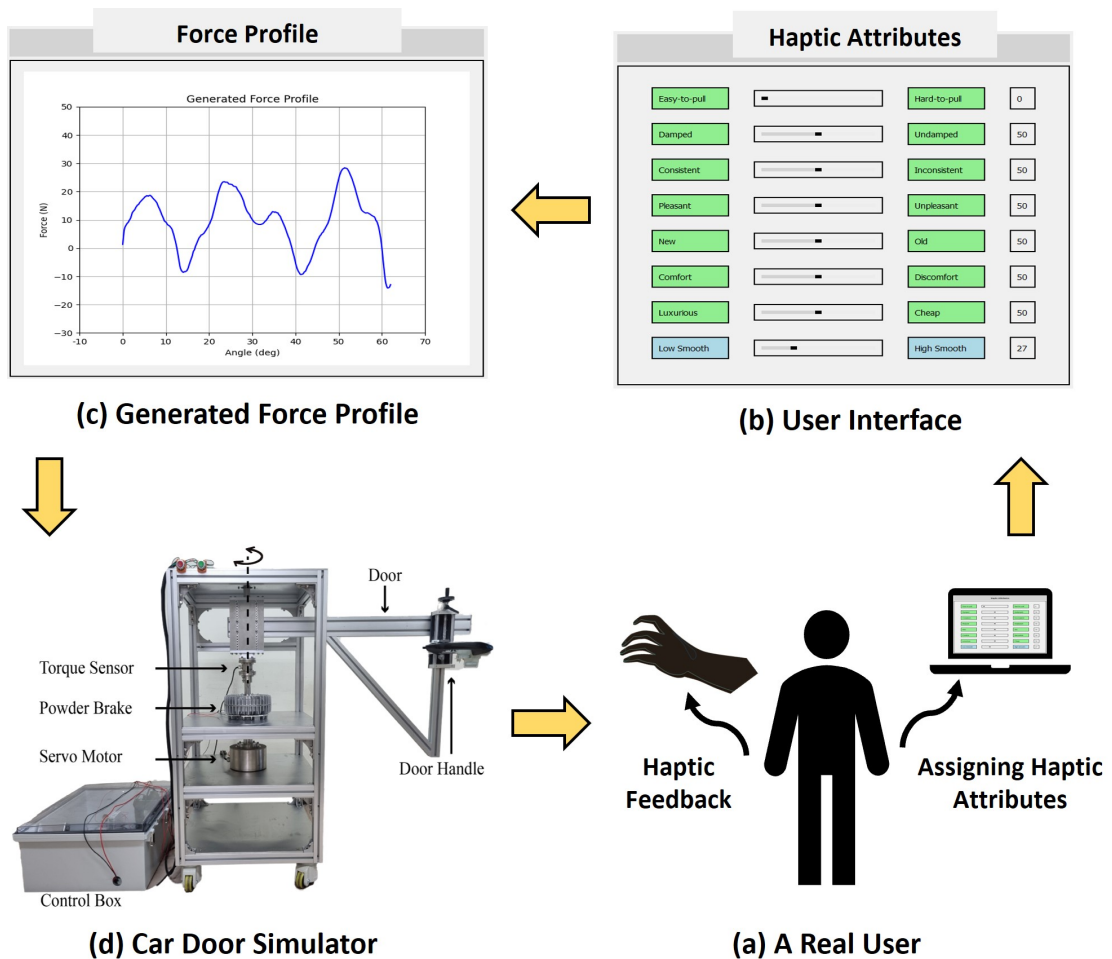 Force Profile
Generated Force Profile
50
40
30
20
10
0
−10
−20
−30
Force (N)
-10 0 10 20 30 40 50 60 70
Angle (deg)
(c) Generated Force Profile
Haptic Attributes
Easy-to-pull Hard-to-pull 0
Damped Undamped 50
Consistent Inconsistent 50
Pleasant Unpleasant 50
New Old 50
Comfort Discomfort 50
Luxurious Cheap 50
Low Smooth High Smooth 27
(b) User Interface
Door
Torque Sensor
Powder Brake
Servo Motor
Door Handle
Control Box
(d) Car Door Simulator
Haptic
Feedback
Assigning Haptic
Attributes
(a) A Real User